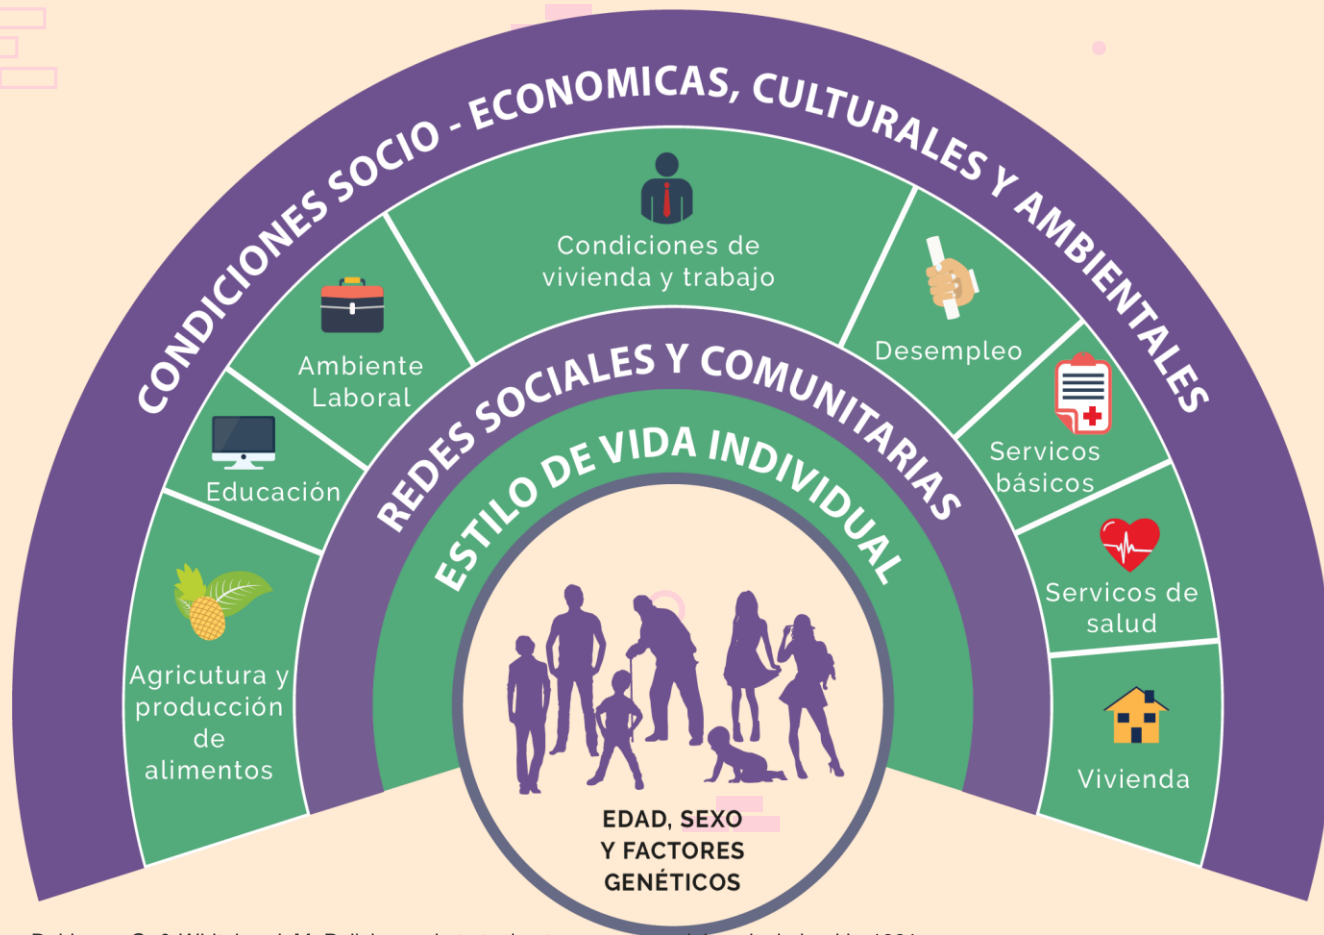 CONDICIONES SOCIO - ECONOMICAS, CULTURALES Y AMBIENTALES
Condiciones de
vivienda y trabajo
Ambiente
Laboral
Desempleo
Educación
Servicos
básicos
Agricutura y
producción
de
alimentos
Servicos de
salud
Vivienda
REDES SOCIALES Y COMUNITARIAS
ESTILO DE VIDA INDIVIDUAL
EDAD, SEXO
Y FACTORES
GENÉTICOS